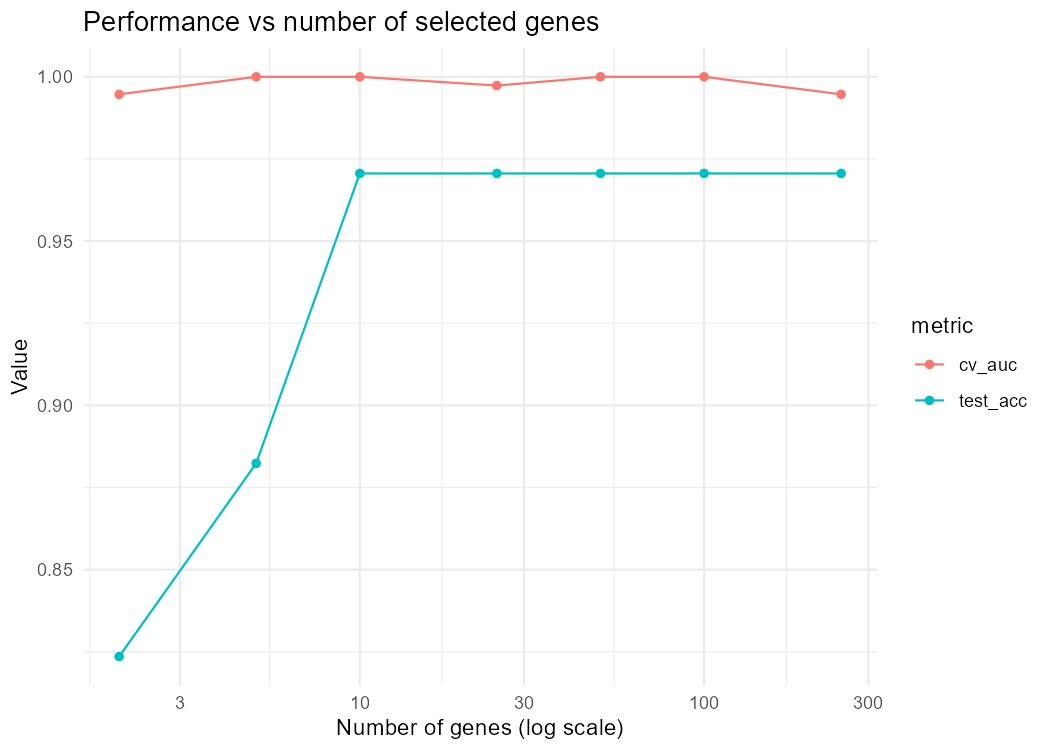 Performance vs number of selected genes
1.00
0.95
0.90
0.85
Value
3 10 30 100 300
Number of genes (log scale)
metric
cv_auc
test_acc